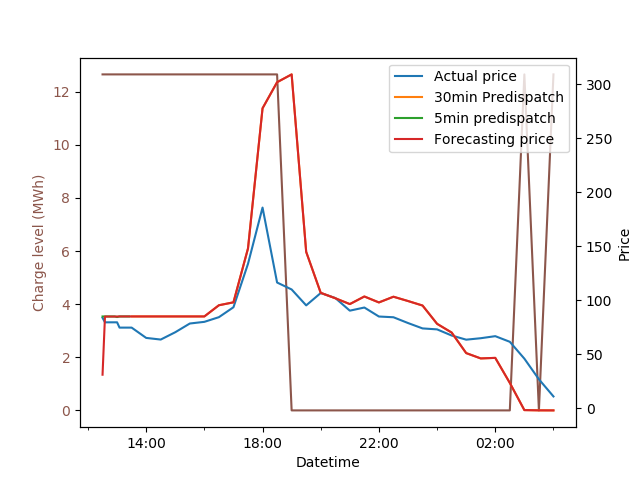 Actual price
30min Predispatch
5min predispatch
Forecasting price
12
10
8
6
4
2
0
Charge level (MWh)
300
250
200
150
100
50
0
Price
14:00
18:00
22:00
02:00
Datetime